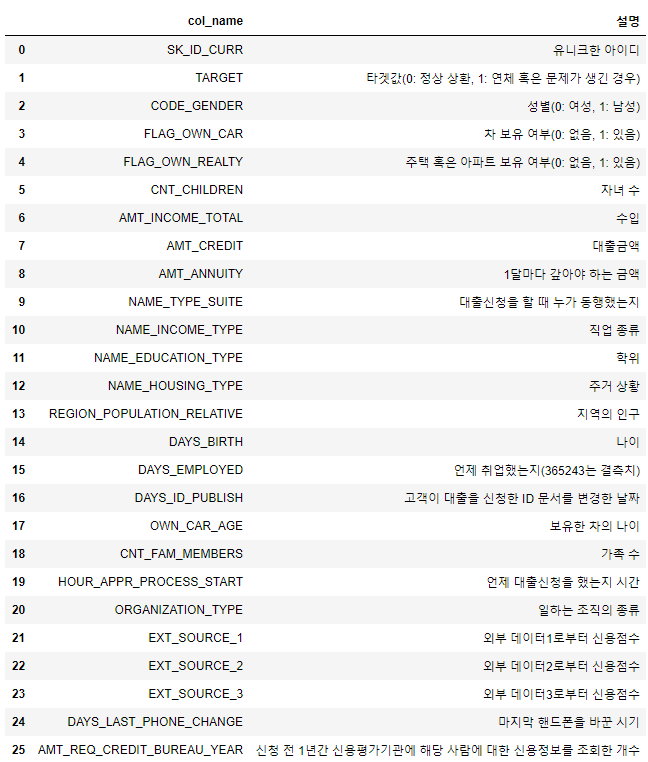 col_name 설명
0 SK_ID_CURR 유니크한 아이디
1 TARGET 타겟값(0: 정상 상황, 1: 연체 혹은 문제가 생긴 경우)
2 CODE_GENDER 성별(0: 여성, 1: 남성)
3 FLAG_OWN_CAR 차 보유 여부(0: 없음, 1: 있음)
4 FLAG_OWN_REALTY 주택 혹은 아파트 보유 여부(0: 없음, 1: 있음)
5 CNT_CHILDREN 자녀 수
6 AMT_INCOME_TOTAL 수입
7 AMT_CREDIT 대출금액
8 AMT_ANNUITY 1달마다 갚아야 하는 금액
9 NAME_TYPE_SUITE 대출신청을 할 때 누가 동행했는지
10 NAME_INCOME_TYPE 직업 종류
11 NAME_EDUCATION_TYPE 학위
12 NAME_HOUSING_TYPE 주거 상황
13 REGION_POPULATION_RELATIVE 지역의 인구
14 DAYS_BIRTH 나이
15 DAYS_EMPLOYED 언제 취업했는지(365243는 결측치)
16 DAYS_ID_PUBLISH 고객이 대출을 신청한 ID 문서를 변경한 날짜
17 OWN_CAR_AGE 보유한 차의 나이
18 CNT_FAM_MEMBERS 가족 수
19 HOUR_APPR_PROCESS_START 언제 대출신청을 했는지 시간
20 ORGANIZATION_TYPE 일하는 조직의 종류
21 EXT_SOURCE_1 외부 데이터1로부터 신용점수
22 EXT_SOURCE_2 외부 데이터2로부터 신용점수
23 EXT_SOURCE_3 외부 데이터3로부터 신용점수
24 DAYS_LAST_PHONE_CHANGE 마지막 핸드폰을 바꾼 시기
25 AMT_REQ_CREDIT_BUREAU_YEAR 신청 전 1년간 신용평가기관에 해당 사람에 대한 신용정보를 조회한 개수